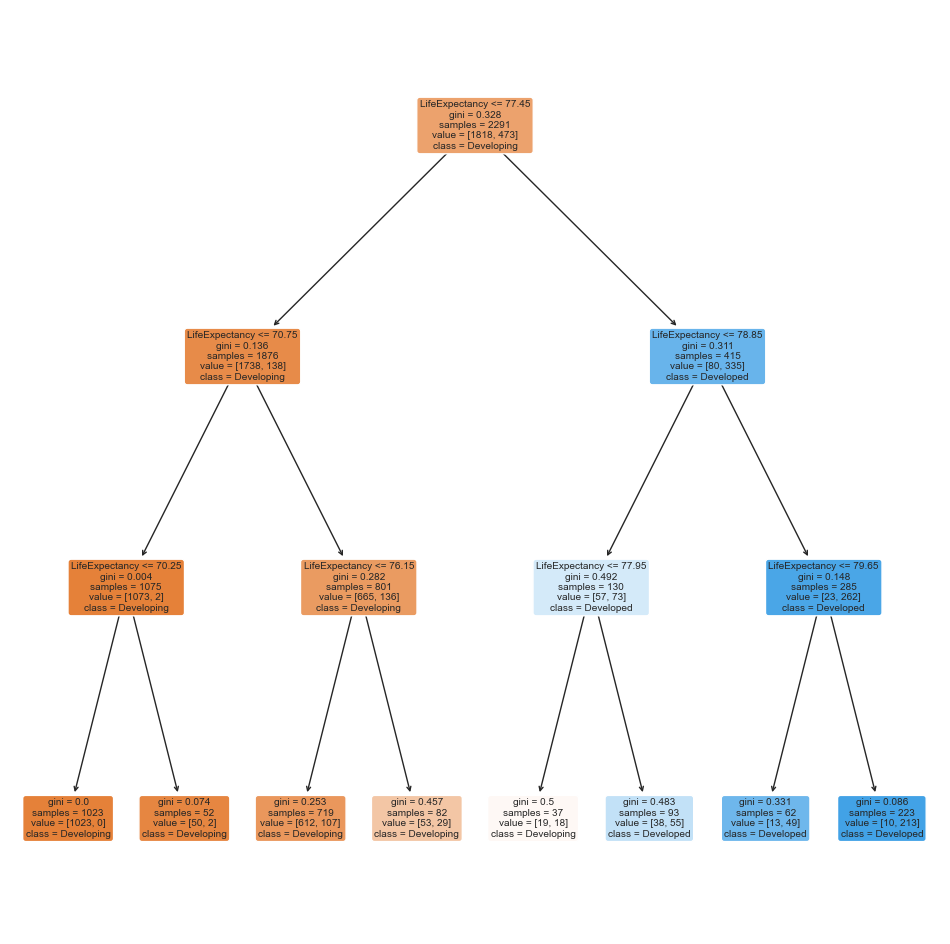 LifeExpectancy <= 77.45
gini = 0.328
samples = 2291
value = [1818, 473]
class = Developing
LifeExpectancy <= 70.75
gini = 0.136
samples = 1876
value = [1738, 138]
class = Developing
LifeExpectancy <= 78.85
gini = 0.311
samples = 415
value = [80, 335]
class = Developed
LifeExpectancy <= 70.25
gini = 0.004
samples = 1075
value = [1073, 2]
class = Developing
LifeExpectancy <= 76.15
gini = 0.282
samples = 801
value = [665, 136]
class = Developing
LifeExpectancy <= 77.95
gini = 0.492
samples = 130
value = [57, 73]
class = Developed
LifeExpectancy <= 79.65
gini = 0.148
samples = 285
value = [23, 262]
class = Developed
gini = 0.0
samples = 1023
value = [1023, 0]
class = Developing
gini = 0.074
samples = 52
value = [50, 2]
class = Developing
gini = 0.253
samples = 719
value = [612, 107]
class = Developing
gini = 0.457
samples = 82
value = [53, 29]
class = Developing
gini = 0.5
samples = 37
value = [19, 18]
class = Developing
gini = 0.483
samples = 93
value = [38, 55]
class = Developed
gini = 0.331
samples = 62
value = [13, 49]
class = Developed
gini = 0.086
samples = 223
value = [10, 213]
class = Developed